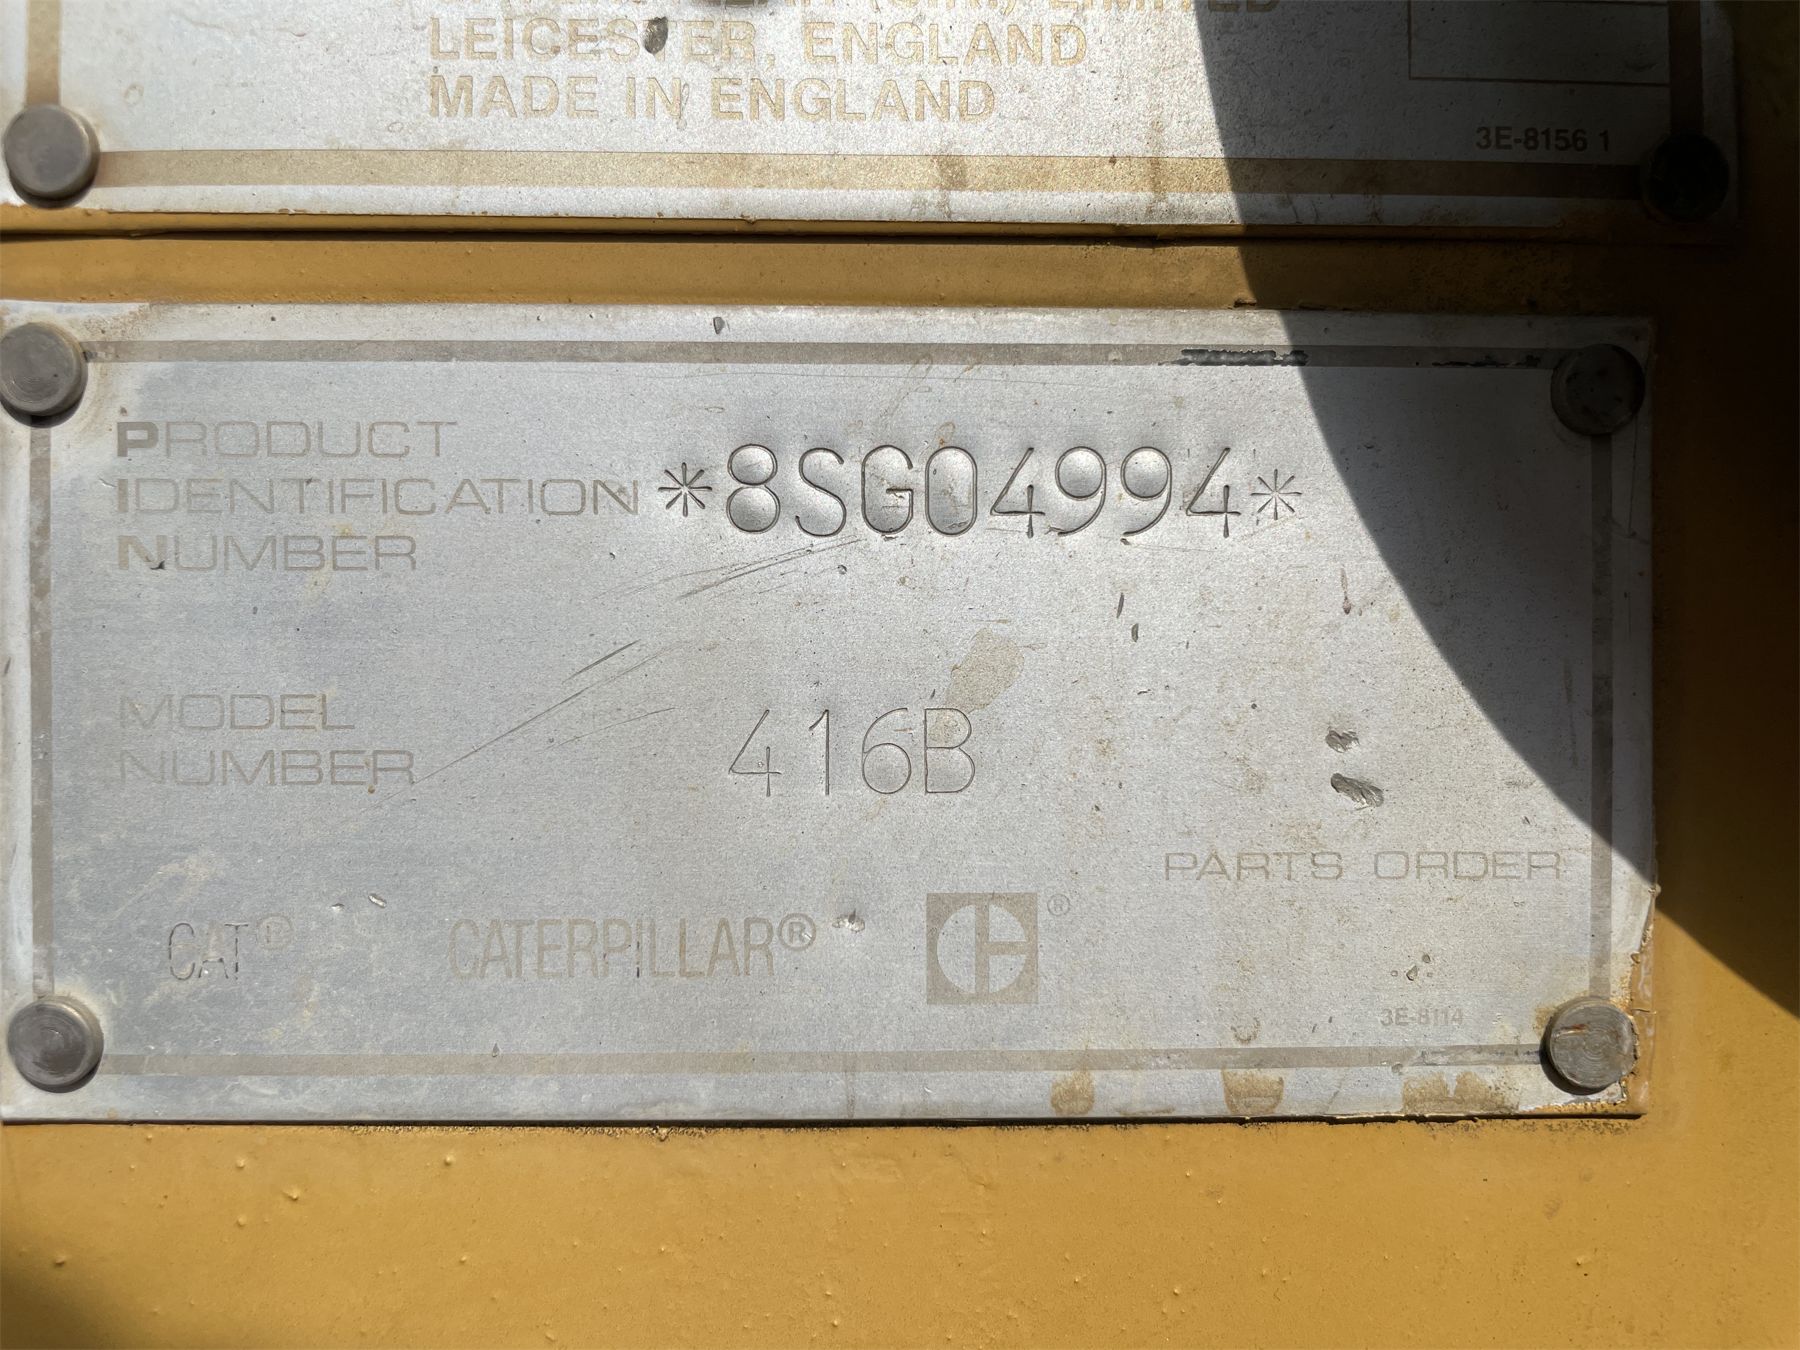 LIMITED
LEICESTER, ENGLAND
MADE IN ENGLAND
3E-8156 1
PRODUCT
IDENTIFICATION
NUMBER
*8SG04994*
MODEL
NUMBER
416B
PARTS ORDER
CAT® CATERPILLAR® ®
3E-8114